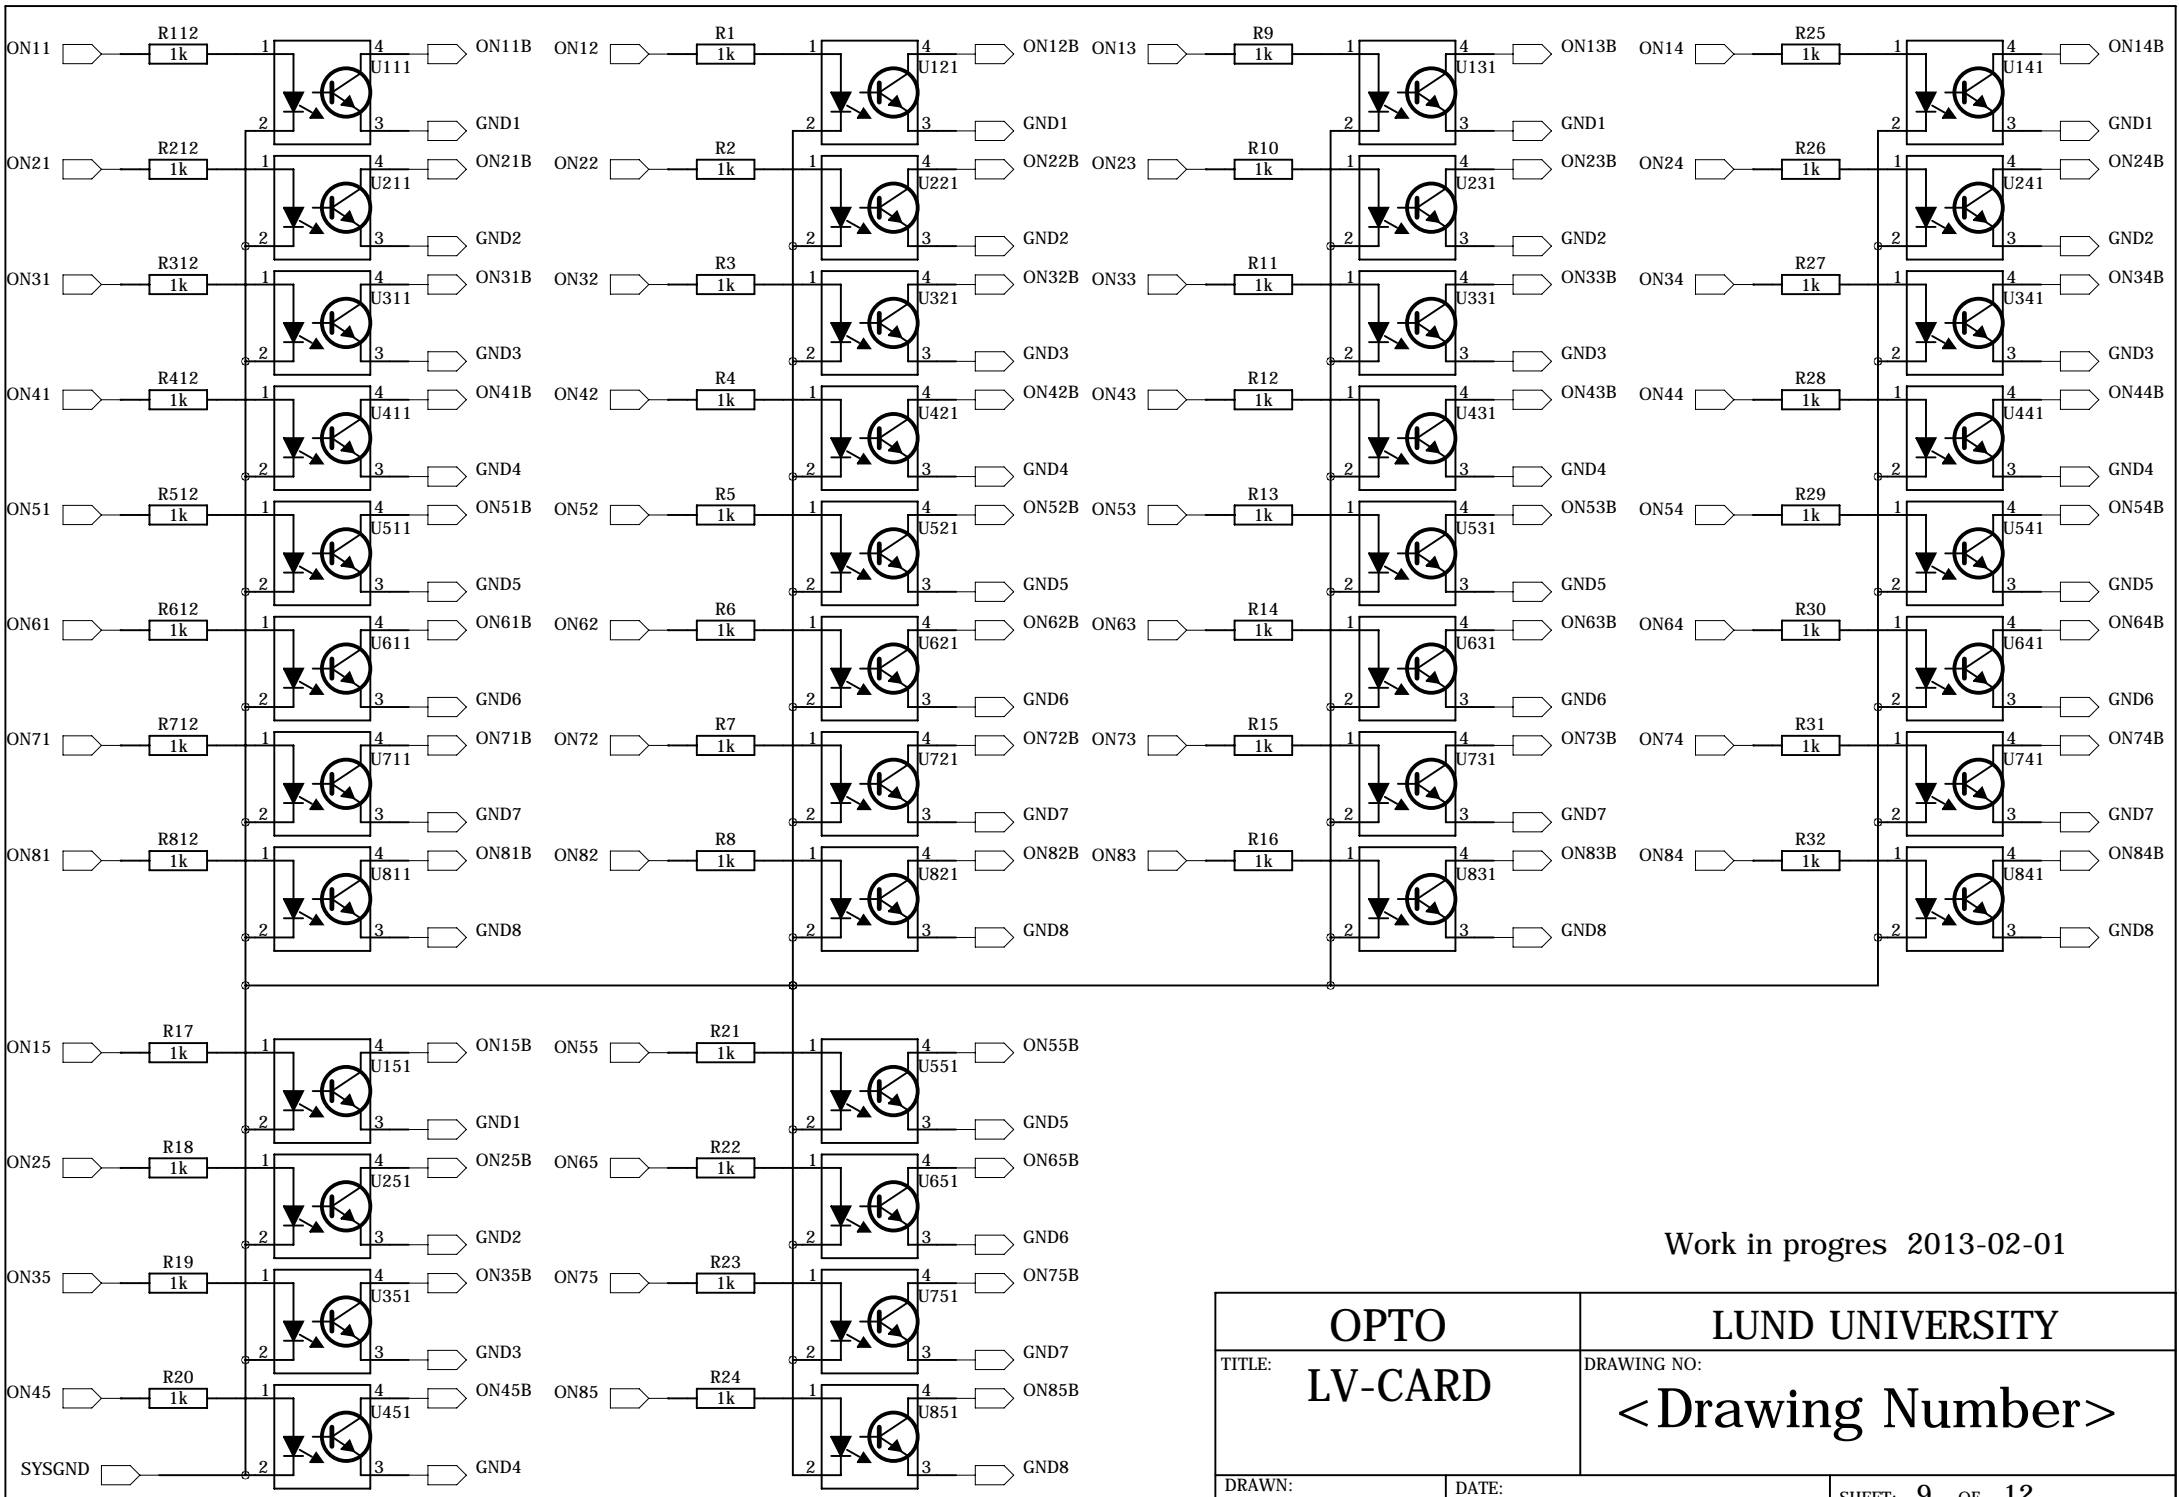 R112 R1 R9 R25
ON11 1k 1 4 ON11B ON12 1k 1 4 ON12B ON13 1k 1 4 ON13B ON14 1k 1 4 ON14B
U111 U121 U131 U141
2 3 GND1 2 3 GND1 2 3 GND1 2 3 GND1
R212 R2 R10 R26
ON21 1k 1 4 ON21B ON22 1k 1 4 ON22B ON23 1k 1 4 ON23B ON24 1k 1 4 ON24B
U211 U221 U231 U241
2 3 GND2 2 3 GND2 2 3 GND2 2 3 GND2
R312 R3 R11 R27
ON31 1k 1 4 ON31B ON32 1k 1 4 ON32B ON33 1k 1 4 ON33B ON34 1k 1 4 ON34B
U311 U321 U331 U341
2 3 GND3 2 3 GND3 2 3 GND3 2 3 GND3
R412 R4 R12 R28
ON41 1k 1 4 ON41B ON42 1k 1 4 ON42B ON43 1k 1 4 ON43B ON44 1k 1 4 ON44B
U411 U421 U431 U441
2 3 GND4 2 3 GND4 2 3 GND4 2 3 GND4
R512 R5 R13 R29
ON51 1k 1 4 ON51B ON52 1k 1 4 ON52B ON53 1k 1 4 ON53B ON54 1k 1 4 ON54B
U511 U521 U531 U541
2 3 GND5 2 3 GND5 2 3 GND5 2 3 GND5
R612 R6 R14 R30
ON61 1k 1 4 ON61B ON62 1k 1 4 ON62B ON63 1k 1 4 ON63B ON64 1k 1 4 ON64B
U611 U621 U631 U641
2 3 GND6 2 3 GND6 2 3 GND6 2 3 GND6
R712 R7 R15 R31
ON71 1k 1 4 ON71B ON72 1k 1 4 ON72B ON73 1k 1 4 ON73B ON74 1k 1 4 ON74B
U711 U721 U731 U741
2 3 GND7 2 3 GND7 2 3 GND7 2 3 GND7
R812 R8 R16 R32
ON81 1k 1 4 ON81B ON82 1k 1 4 ON82B ON83 1k 1 4 ON83B ON84 1k 1 4 ON84B
U811 U821 U831 U841
2 3 GND8 2 3 GND8 2 3 GND8 2 3 GND8
R17 R21
ON15 1k 1 4 ON15B ON55 1k 1 4 ON55B
U151 U551
2 3 GND1 2 3 GND5
R18 R22
ON25 1k 1 4 ON25B ON65 1k 1 4 ON65B
U251 U651
2 3 GND2 2 3 GND6
R19 R23
ON35 1k 1 4 ON35B ON75 1k 1 4 ON75B
U351 U751
2 3 GND3 2 3 GND7
R20 R24
ON45 1k 1 4 ON45B ON85 1k 1 4 ON85B
U451 U851
SYSGND 2 3 GND4 2 3 GND8
Work in progres 2013-02-01
OPTO LUND UNIVERSITY
TITLE: LV-CARD
DRAWING NO:
<Drawing Number>
DRAWN: DATE: SHEET: 9 OF 12